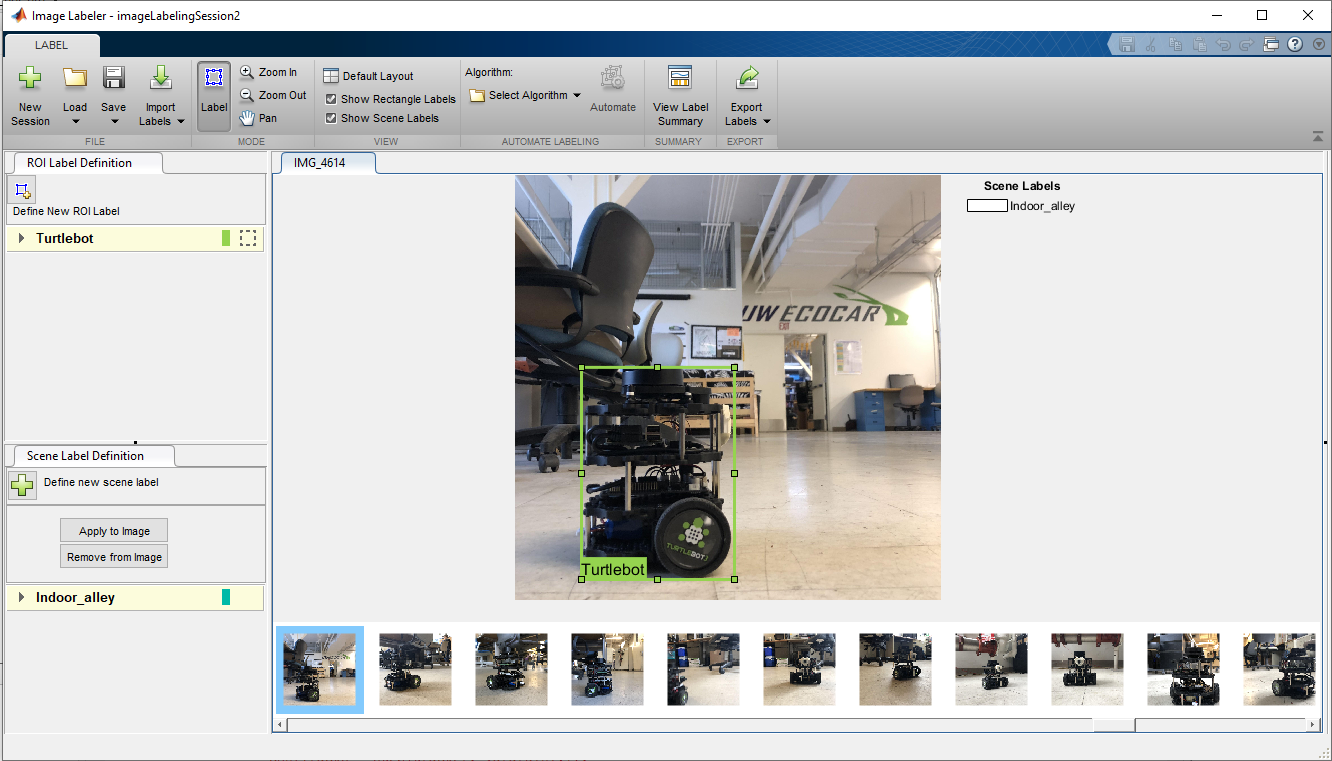 Image Labeler - imageLabelingSession2
LABEL
New Session
Load
Save
Import Labels
FILE
Label
Zoom In
Zoom Out
Pan
MODE
Default Layout
Show Rectangle Labels
Show Scene Labels
VIEW
Algorithm:
Select Algorithm
Automate
AUTOMATE LABELING
View Label Summary
SUMMARY
Export Labels
EXPORT
ROI Label Definition
Define New ROI Label
Turtlebot
Scene Label Definition
Define new scene label
Apply to Image
Remove from Image
Indoor_alley
IMG_4614
UW ECOCAR
EXIT
TURTLEBOT
Turtlebot
Scene Labels
Indoor_alley